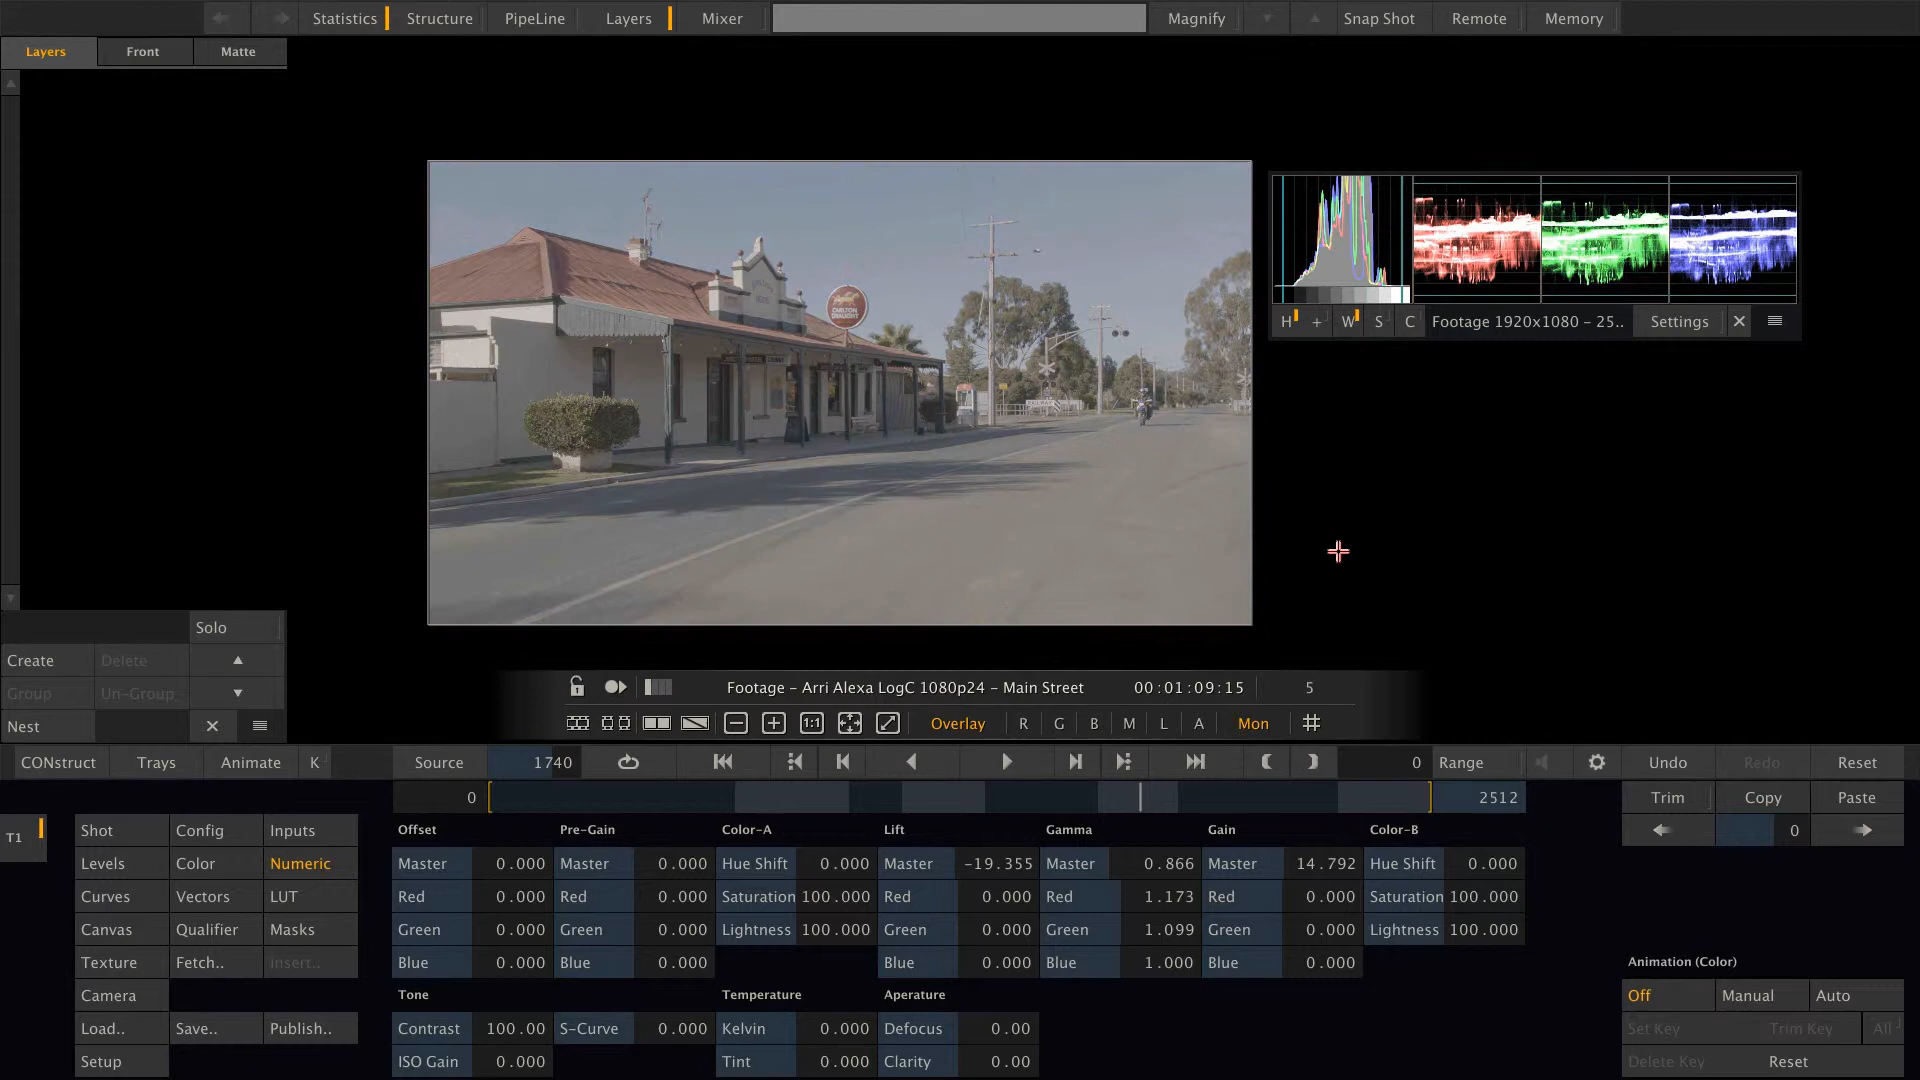 Statistics Structure PipeLine Layers Mixer Magnify Snap Shot Remote Memory
Layers Front Matte
CARLTON
DRAUGHT
H + W S C Footage 1920x1080 - 25.. Settings
Solo
Create Delete
Group Un-Group
Nest
Footage - Arri Alexa LogC 1080p24 - Main Street 00:01:09:15 5
1:1 Overlay R G B M L A Mon
CONstruct Trays Animate K Source 1740 0 Range Undo Redo Reset
0 2512 Trim Copy Paste
T1 Shot Config Inputs Offset Pre-Gain Color-A Lift Gamma Gain Color-B 0
Levels Color Numeric Master 0.000 Master 0.000 Hue Shift 0.000 Master -19.355 Master 0.866 Master 14.792 Hue Shift 0.000
Curves Vectors LUT Red 0.000 Red 0.000 Saturation 100.000 Red 0.000 Red 1.173 Red 0.000 Saturation 100.000
Canvas Qualifier Masks Green 0.000 Green 0.000 Lightness 100.000 Green 0.000 Green 1.099 Green 0.000 Lightness 100.000
Texture Fetch.. insert.. Blue 0.000 Blue 0.000 Blue 0.000 Blue 1.000 Blue 0.000 Animation (Color)
Camera Tone Temperature Aperature Off Manual Auto
Load.. Save.. Publish.. Contrast 100.00 S-Curve 0.000 Kelvin 0.000 Defocus 0.00 Set Key Trim Key All
Setup ISO Gain 0.000 Tint 0.000 Clarity 0.00 Delete Key Reset